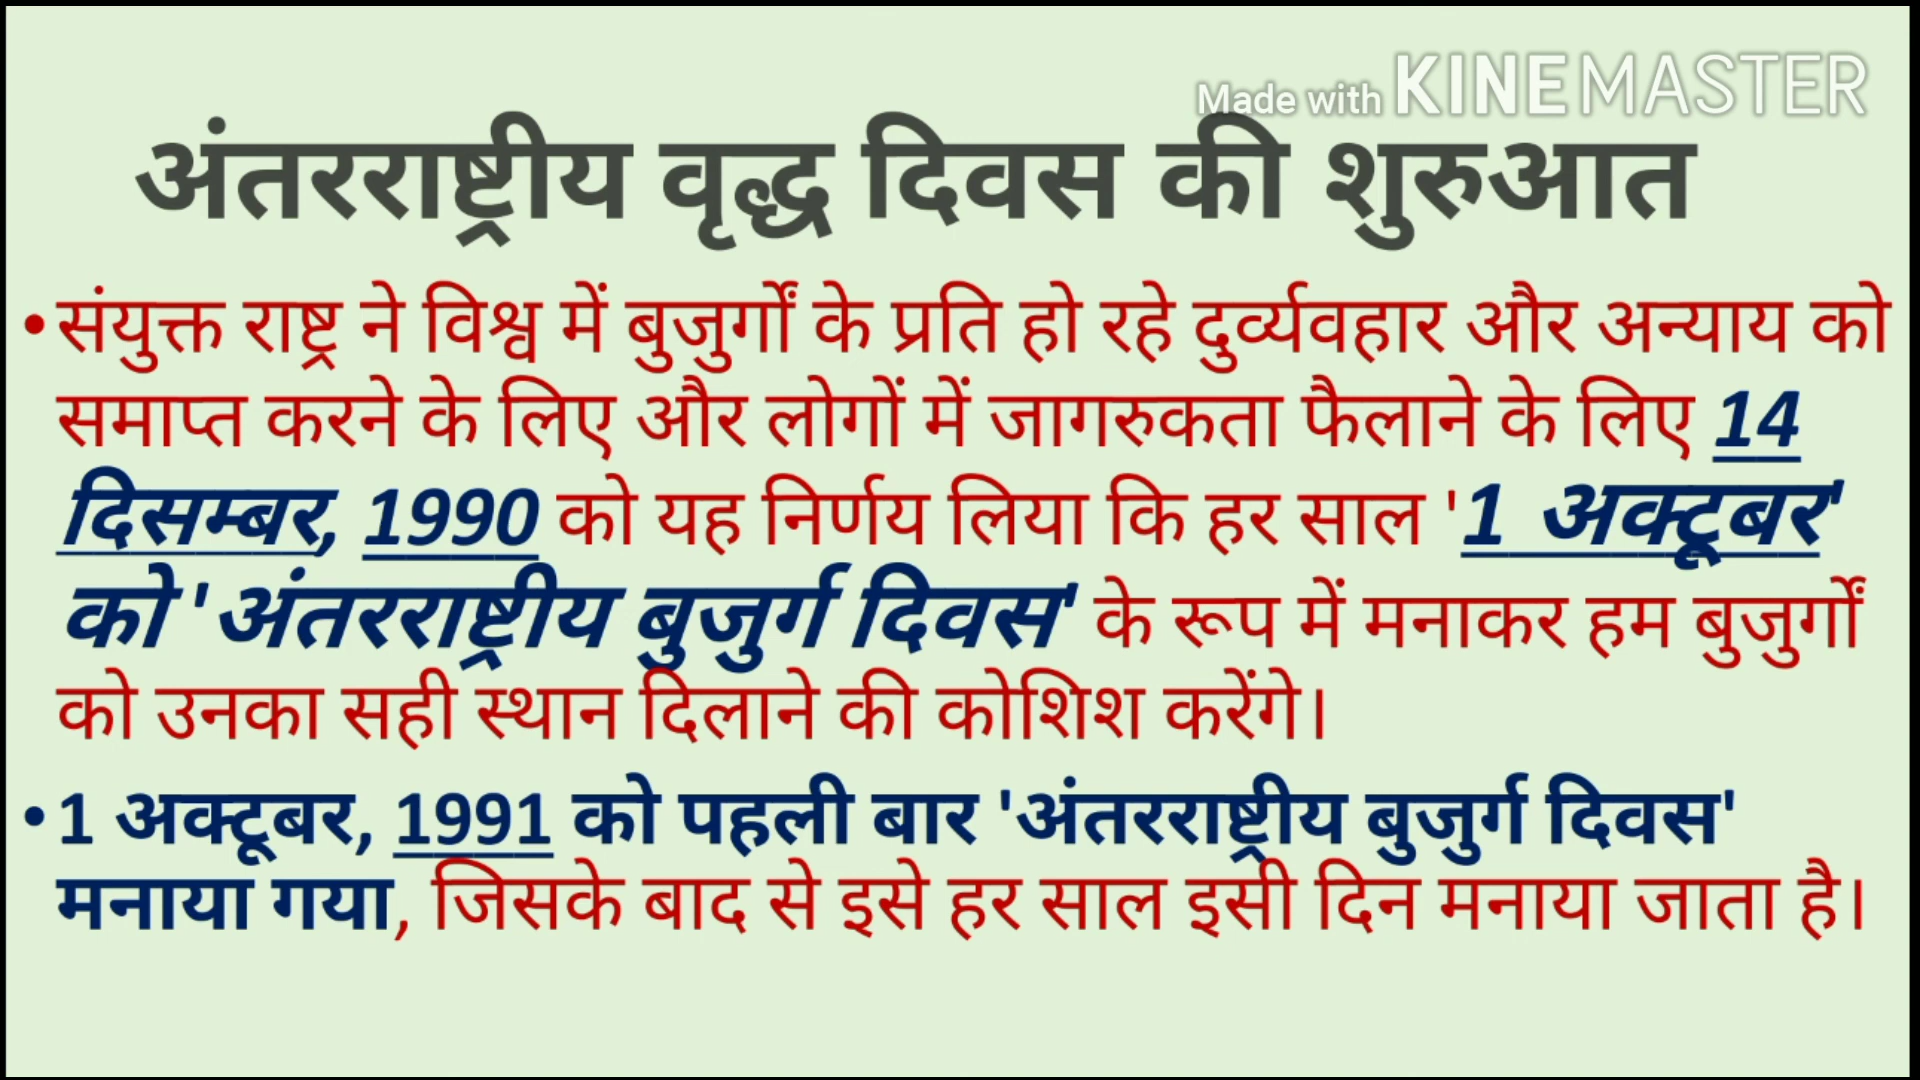 Made with KINEMASTER
अंतरराष्ट्रीय वृद्ध दिवस की शुरुआत
•संयुक्त राष्ट्र ने विश्व में बुजुर्गों के प्रति हो रहे दुर्व्यवहार और अन्याय को
समाप्त करने के लिए और लोगों में जागरुकता फैलाने के लिए 14
दिसम्बर, 1990 को यह निर्णय लिया कि हर साल '1 अक्टूबर'
को 'अंतरराष्ट्रीय बुजुर्ग दिवस' के रूप में मनाकर हम बुजुर्गों
को उनका सही स्थान दिलाने की कोशिश करेंगे।
•1 अक्टूबर, 1991 को पहली बार 'अंतरराष्ट्रीय बुजुर्ग दिवस'
मनाया गया, जिसके बाद से इसे हर साल इसी दिन मनाया जाता है।